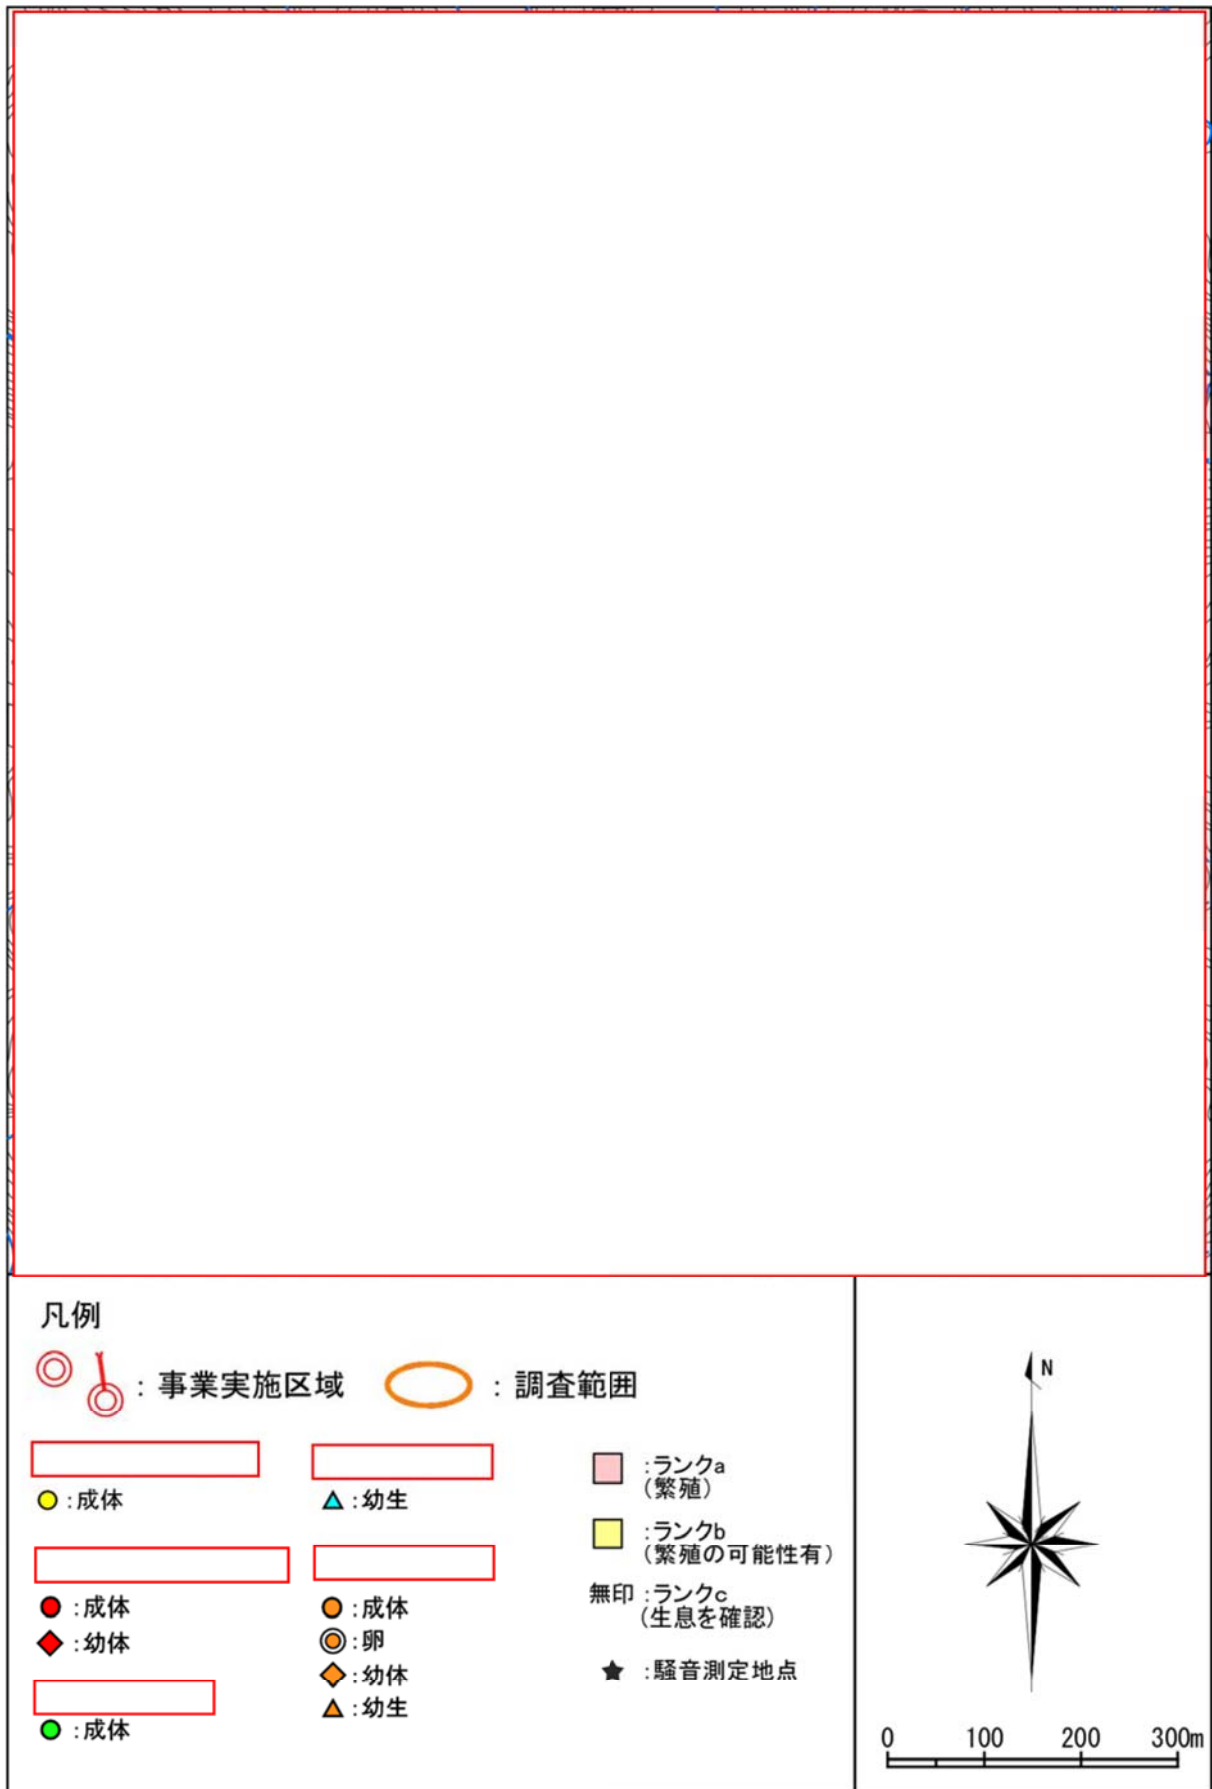 凡例
：事業実施区域
：調査範囲
：成体
：幼生
：ランクa
（繁殖）
：ランクb
（繁殖の可能性有）
：成体
：幼体
：成体
：卵
：幼体
：幼生
無印：ランクc
（生息を確認）
：騒音測定地点
：成体
N
0 100 200 300m